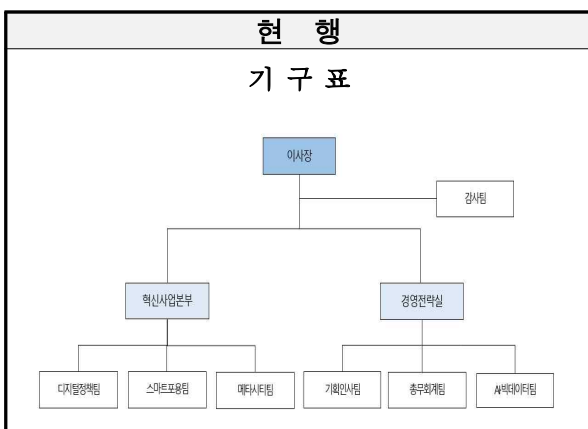 현 행
기 구 표
이사장
감사팀
혁신사업본부
경영전략실
디지털정책팀
스마트포용팀
메타시티팀
기획인사팀
총무회계팀
AI빅데이터팀